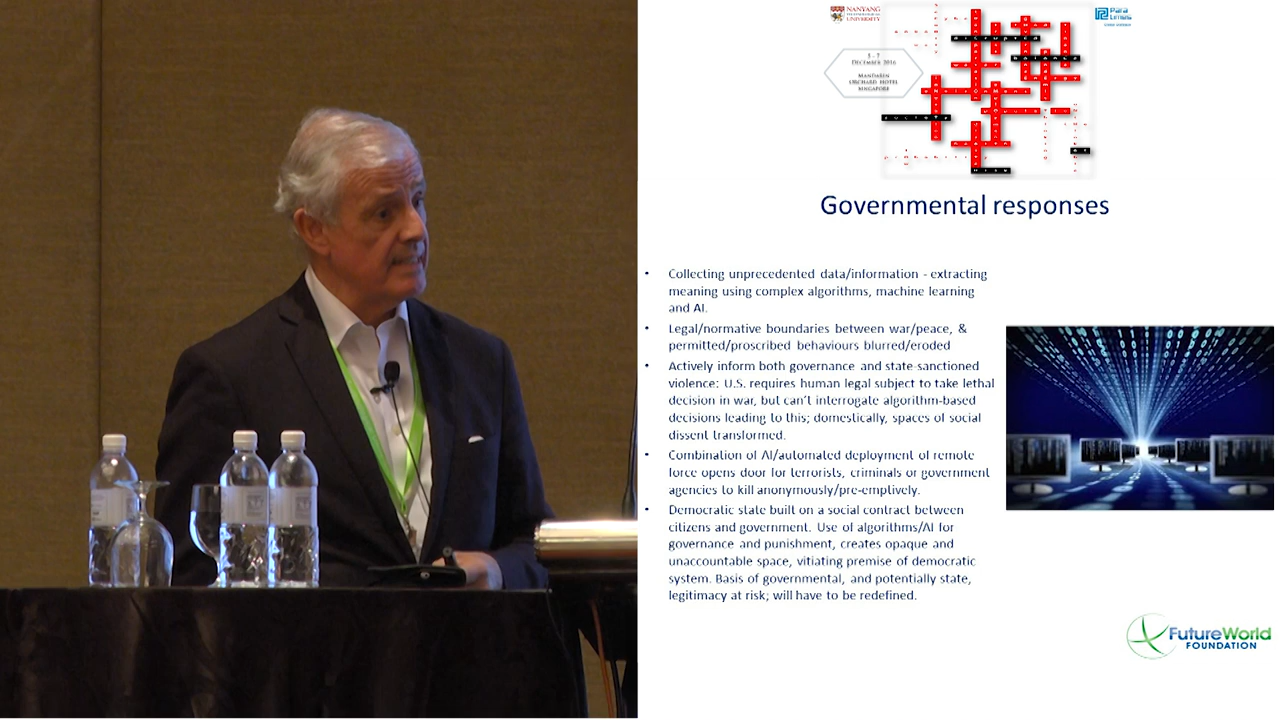 NANYANG
TECHNOLOGICAL
UNIVERSITY
Para
Limes
5 - 7
DECEMBER 2016
MANDARIN
ORCHARD HOTEL
SINGAPORE
balance
society
Governmental responses
• Collecting unprecedented data/information - extracting
meaning using complex algorithms, machine learning
and AI.
• Legal/normative boundaries between war/peace, &
permitted/proscribed behaviours blurred/eroded
• Actively inform both governance and state-sanctioned
violence: U.S. requires human legal subject to take lethal
decision in war, but can't interrogate algorithm-based
decisions leading to this; domestically, spaces of social
dissent transformed.
• Combination of AI/automated deployment of remote
force opens door for terrorists, criminals or government
agencies to kill anonymously/pre-emptively.
• Democratic state built on a social contract between
citizens and government. Use of algorithms/AI for
governance and punishment, creates opaque and
unaccountable space, vitiating premise of democratic
system. Basis of governmental, and potentially state,
legitimacy at risk; will have to be redefined.
FutureWorld
FOUNDATION